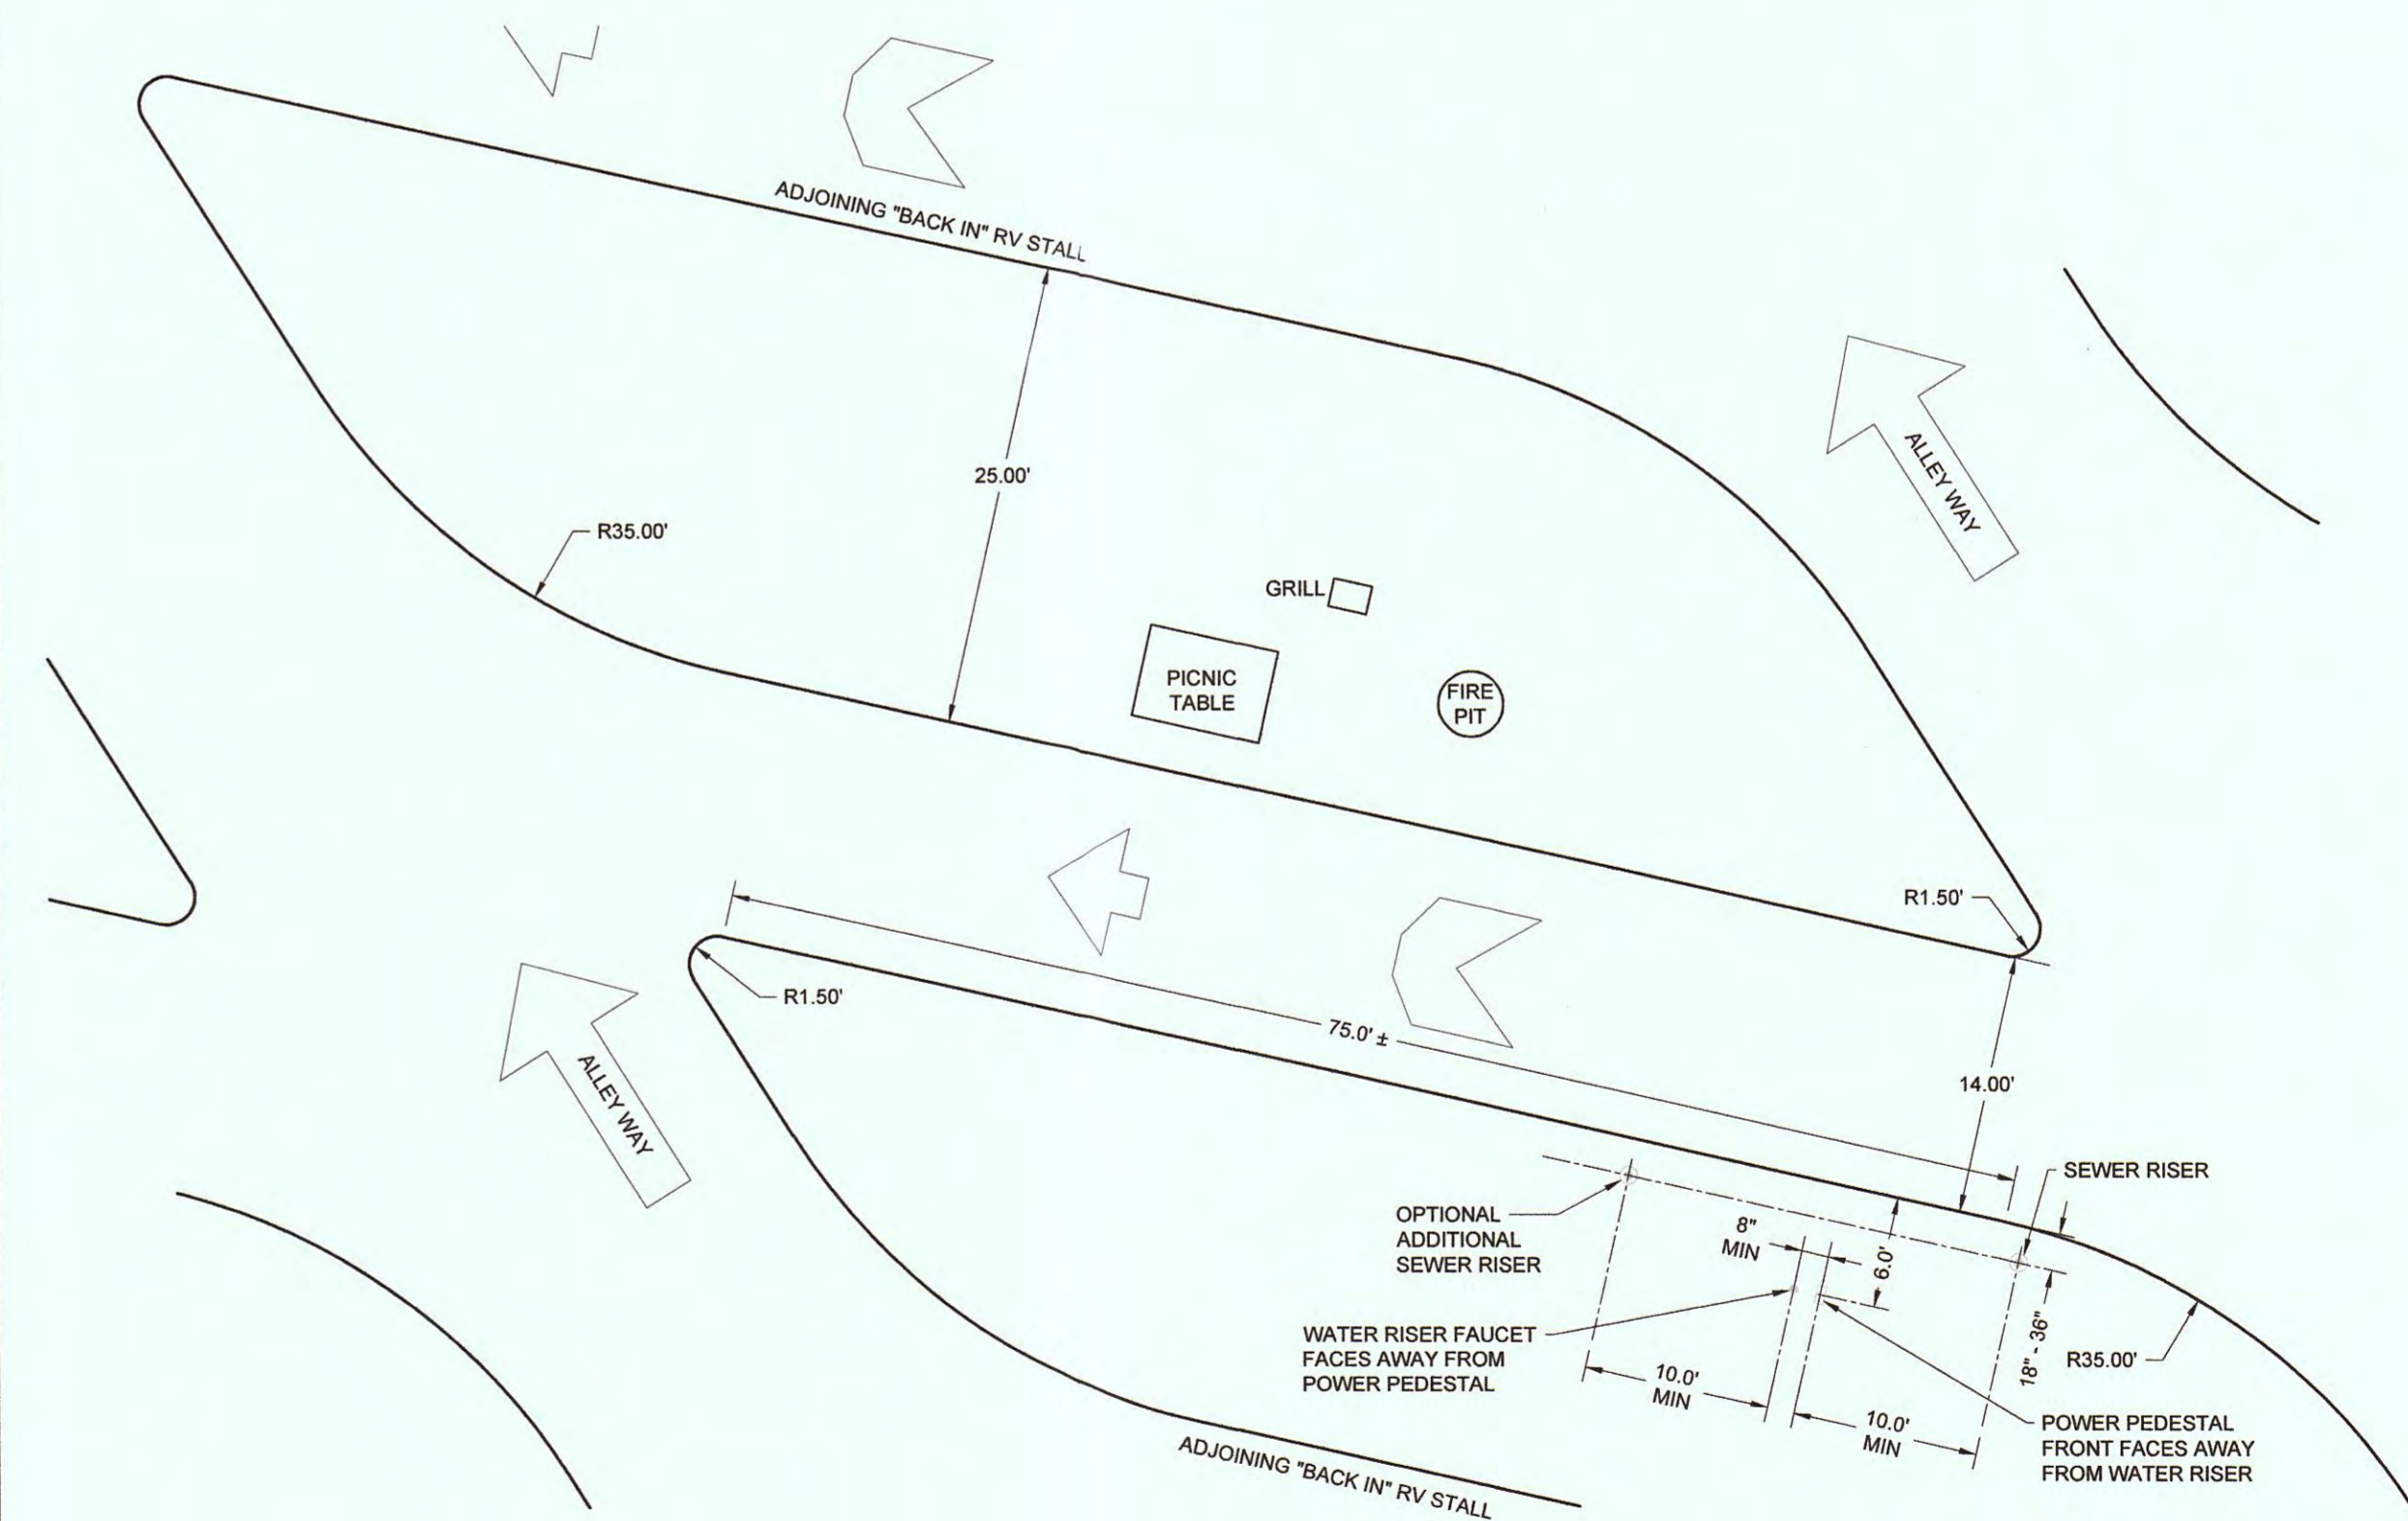 ADJOINING "BACK IN" RV STALL
25.00'
R35.00'
ALLEY WAY
GRILL
PICNIC
TABLE
FIRE
PIT
R1.50'
R1.50'
75.0' ±
14.00'
ALLEY WAY
SEWER RISER
OPTIONAL
ADDITIONAL
SEWER RISER
8"
MIN
6.0'
WATER RISER FAUCET
FACES AWAY FROM
POWER PEDESTAL
18" - 36"
R35.00'
10.0'
MIN
10.0'
MIN
POWER PEDESTAL
FRONT FACES AWAY
FROM WATER RISER
ADJOINING "BACK IN" RV STALL